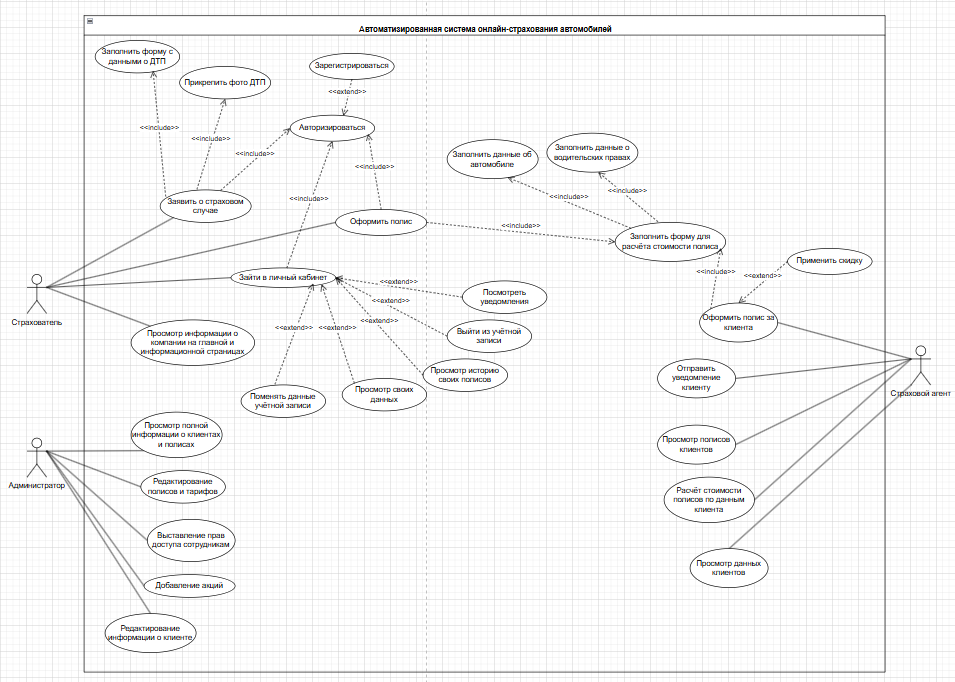 Автоматизированная система онлайн-страхования автомобилей
Заполнить форму с
данными о ДТП
Прикрепить фото ДТП
Зарегистрироваться
<<extend>>
<<include>>
<<include>>
<<include>>
Авторизироваться
<<include>>
<<include>>
Заполнить данные об
автомобиле
Заполнить данные о
водительских правах
<<include>>
<<include>>
Заявить о страховом
случае
Оформить полис
<<include>>
Заполнить форму для
расчёта стоимости полиса
<<include>>
<<extend>>
Применить скидку
Страхователь
Зайти в личный кабинет
<<extend>>
<<extend>>
<<extend>>
<<extend>>
<<extend>>
Посмотреть
уведомления
Выйти из учётной
записи
Просмотр историю
своих полисов
Просмотр своих
данных
Поменять данные
учётной записи
Просмотр информации о
компании на главной и
информационной страницах
Оформить полис за
клиента
Отправить
уведомление
клиенту
Страховой агент
Просмотр полисов
клиентов
Расчёт стоимости
полисов по данным
клиента
Просмотр данных
клиентов
Администратор
Просмотр полной
информации о клиентах
и полисах
Редактирование
полисов и тарифов
Выставление прав
доступа сотрудникам
Добавление акций
Редактирование
информации о клиенте